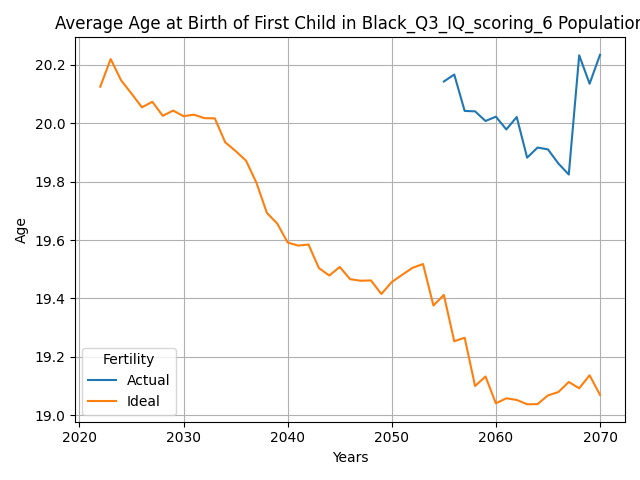 Average Age at Birth of First Child in Black_Q3_IQ_scoring_6 Population
20.2
20.0
19.8
19.6
19.4
19.2
19.0
Age
Fertility
Actual
Ideal
2020
2030
2040
2050
2060
2070
Years